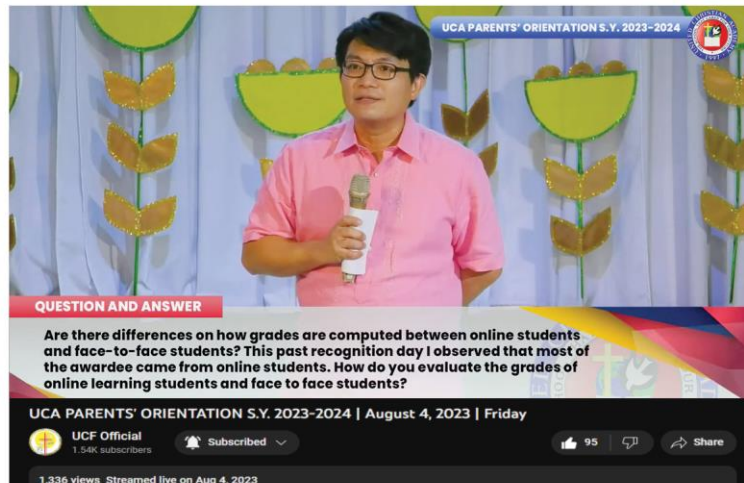 UCA PARENTS' ORIENTATION S.Y. 2023-2024
QUESTION AND ANSWER
Are there differences on how grades are computed between online students
and face-to-face students? This past recognition day I observed that most of
the awardee came from online students. How do you evaluate the grades of
online learning students and face to face students?
UCA PARENTS' ORIENTATION S.Y. 2023-2024 | August 4, 2023 | Friday
UCF Official
1.54K subscribers
Subscribed
95
Share
1,336 views Streamed live on Aug 4, 2023